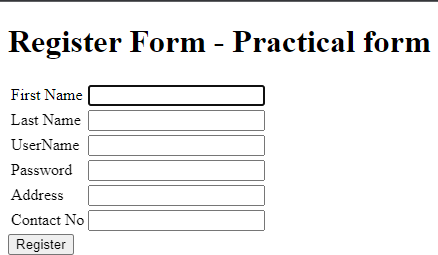 Register Form - Practical form
First Name
Last Name
UserName
Password
Address
Contact No
Register